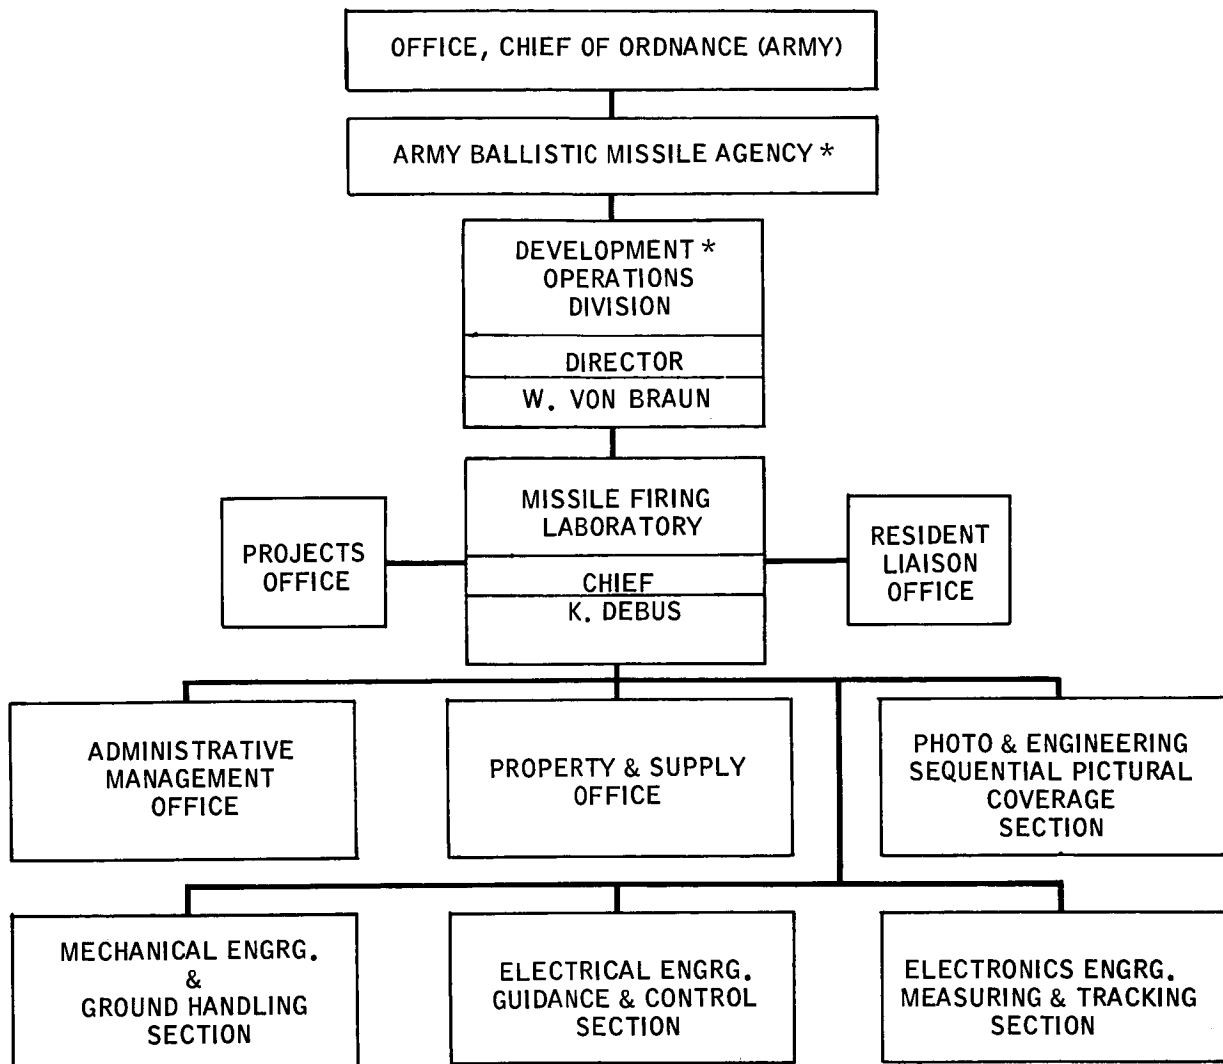 OFFICE, CHIEF OF ORDNANCE (ARMY)
ARMY BALLISTIC MISSILE AGENCY *
DEVELOPMENT *
OPERATIONS
DIVISION
DIRECTOR
W. VON BRAUN
MISSILE FIRING
LABORATORY
CHIEF
K. DEBUS
PROJECTS
OFFICE
RESIDENT
LIAISON
OFFICE
ADMINISTRATIVE
MANAGEMENT
OFFICE
PROPERTY & SUPPLY
OFFICE
PHOTO & ENGINEERING
SEQUENTIAL PICTURAL
COVERAGE
SECTION
MECHANICAL ENGRG.
&
GROUND HANDLING
SECTION
ELECTRICAL ENGRG.
GUIDANCE & CONTROL
SECTION
ELECTRONICS ENGRG.
MEASURING & TRACKING
SECTION